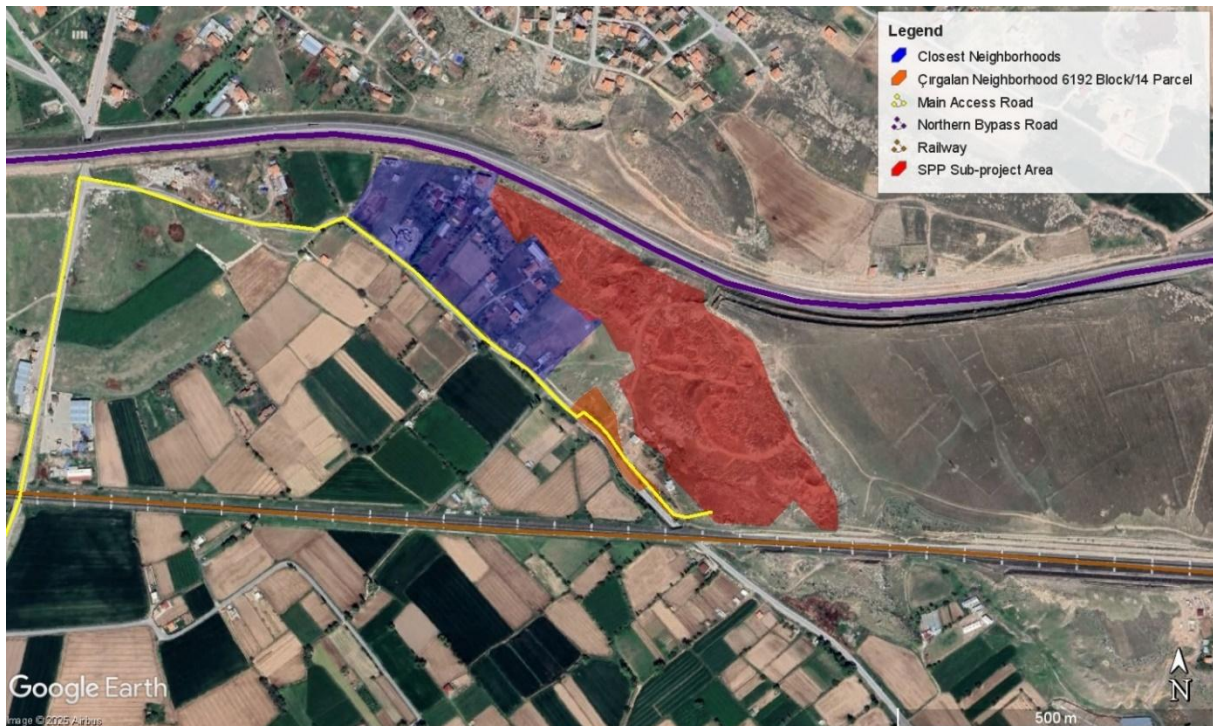 Legend
Closest Neighborhoods
Çırgalan Neighborhood 6192 Block/14 Parcel
Main Access Road
Northern Bypass Road
Railway
SPP Sub-project Area
Google Earth
N
Image © 2025 Airbus
500 m